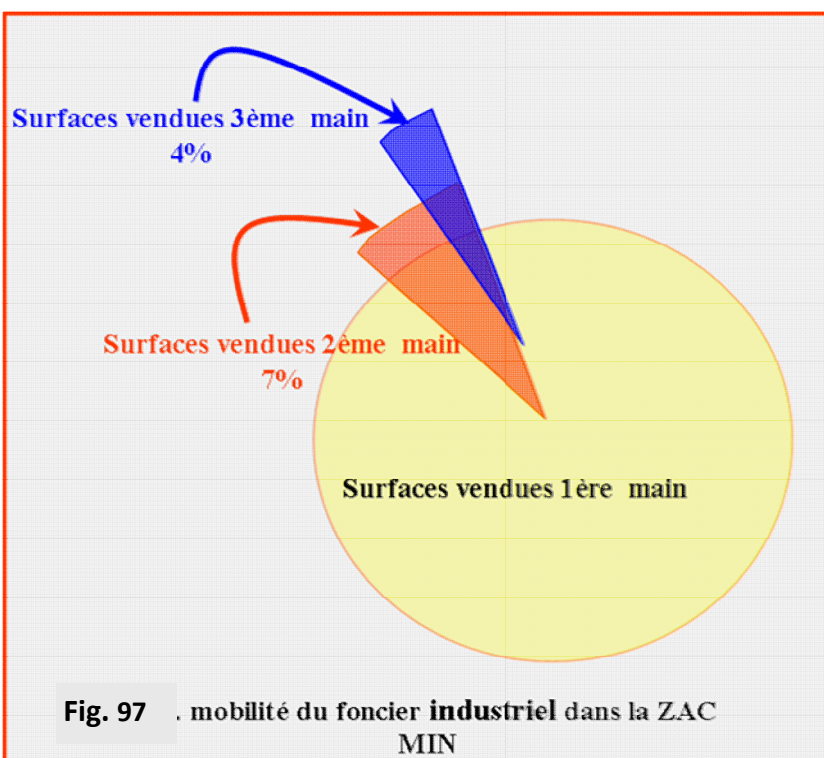 Surfaces vendues 3ème main
4%
Surfaces vendues 2ème main
7%
Surfaces vendues 1ère main
Fig. 97 . mobilité du foncier industriel dans la ZAC
MIN